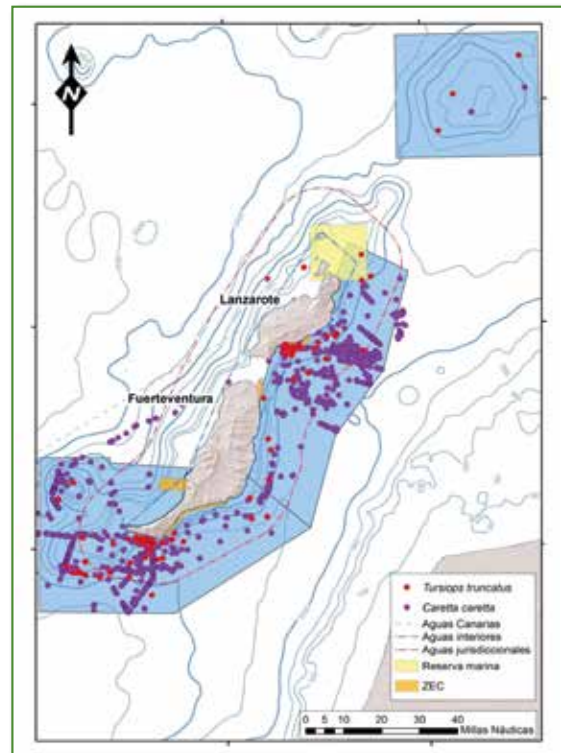 N
Lanzarote
Fuerteventura
Tursiops truncatus
Caretta caretta
Aguas Canarias
Aguas interiores
Aguas jurisdiccionales
Reserva marina
ZEC
0 5 10 20 30 40
Millas Náuticas